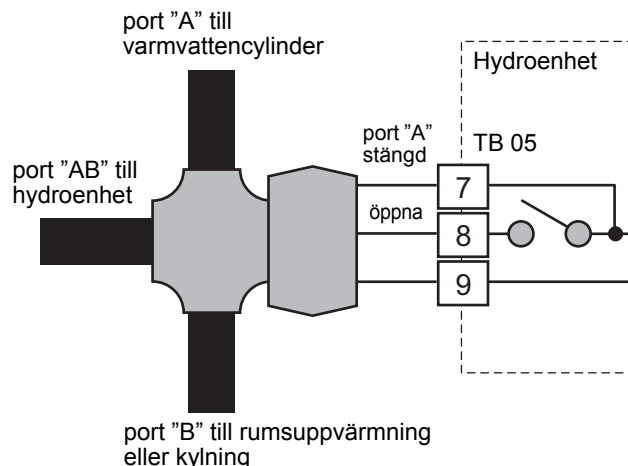 port ”A” till
varmvattencylinder
Hydroenhet
port ”A”
stängd
TB 05
port ”AB” till
hydroenhet
7
öppna
8
9
port ”B” till rumsuppvärmning
eller kylning